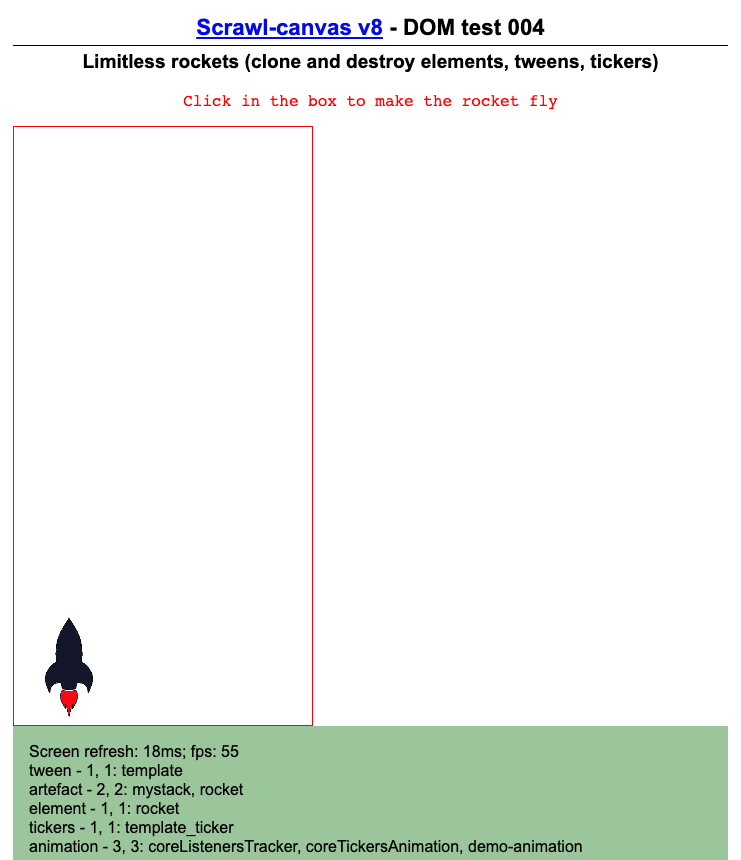 Scrawl-canvas v8 - DOM test 004
Limitless rockets (clone and destroy elements, tweens, tickers)
Click in the box to make the rocket fly
Screen refresh: 18ms; fps: 55
tween - 1, 1: template
artefact - 2, 2: mystack, rocket
element - 1, 1: rocket
tickers - 1, 1: template_ticker
animation - 3, 3: coreListenersTracker, coreTickersAnimation, demo-animation